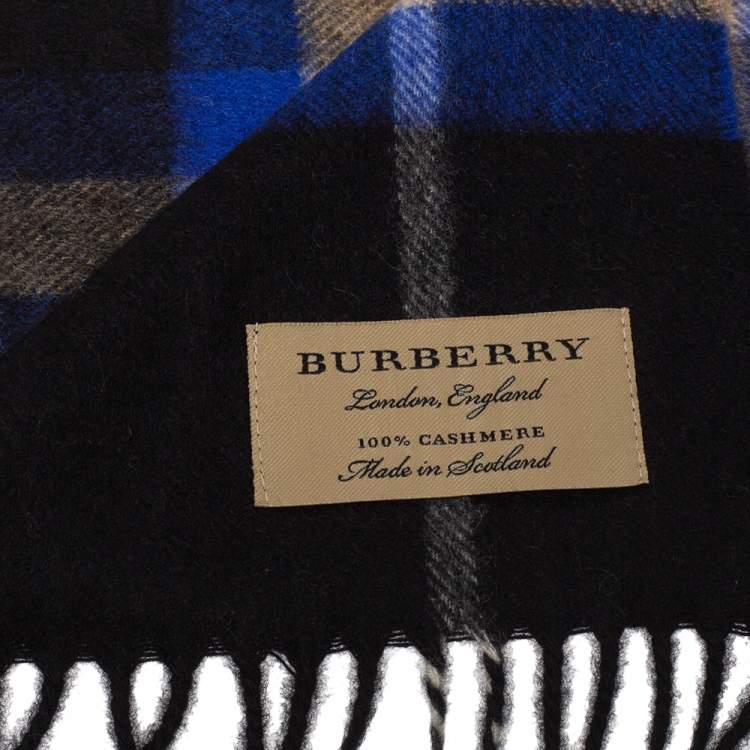 BURBERRY
London, England
100% CASHMERE
Made in Scotland